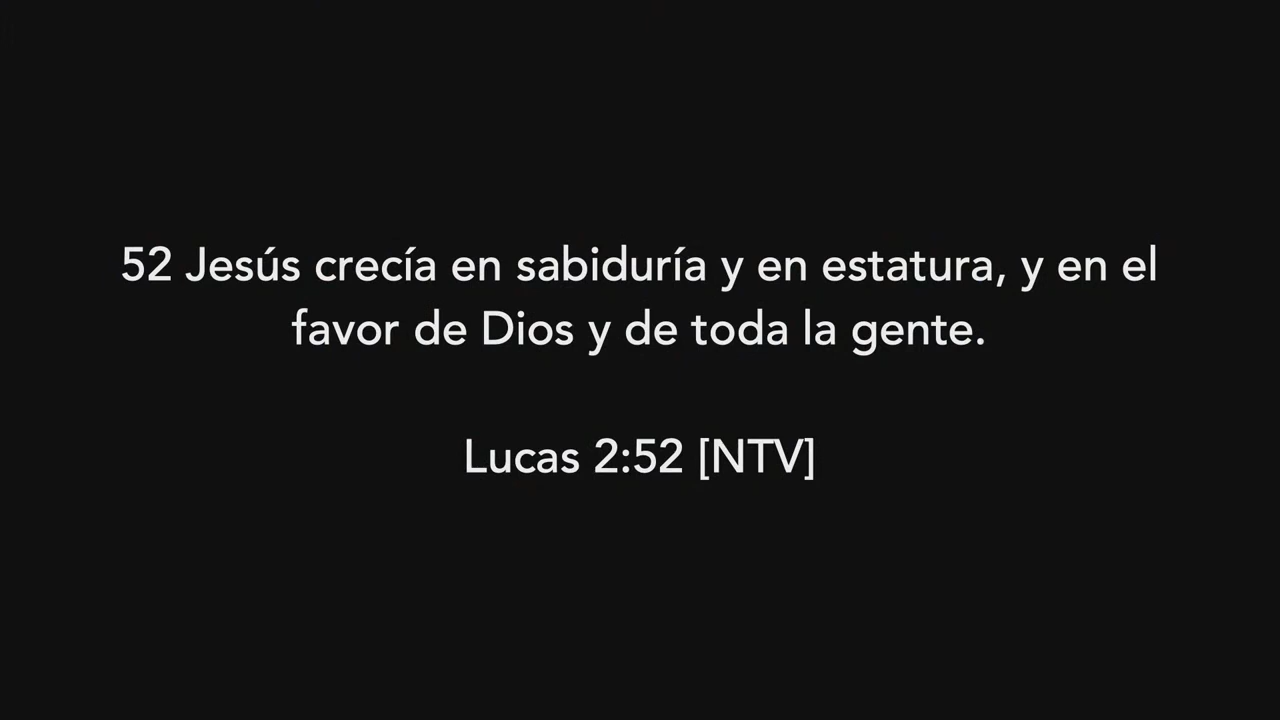 52 Jesús crecía en sabiduría y en estatura, y en el
favor de Dios y de toda la gente.
Lucas 2:52 [NTV]